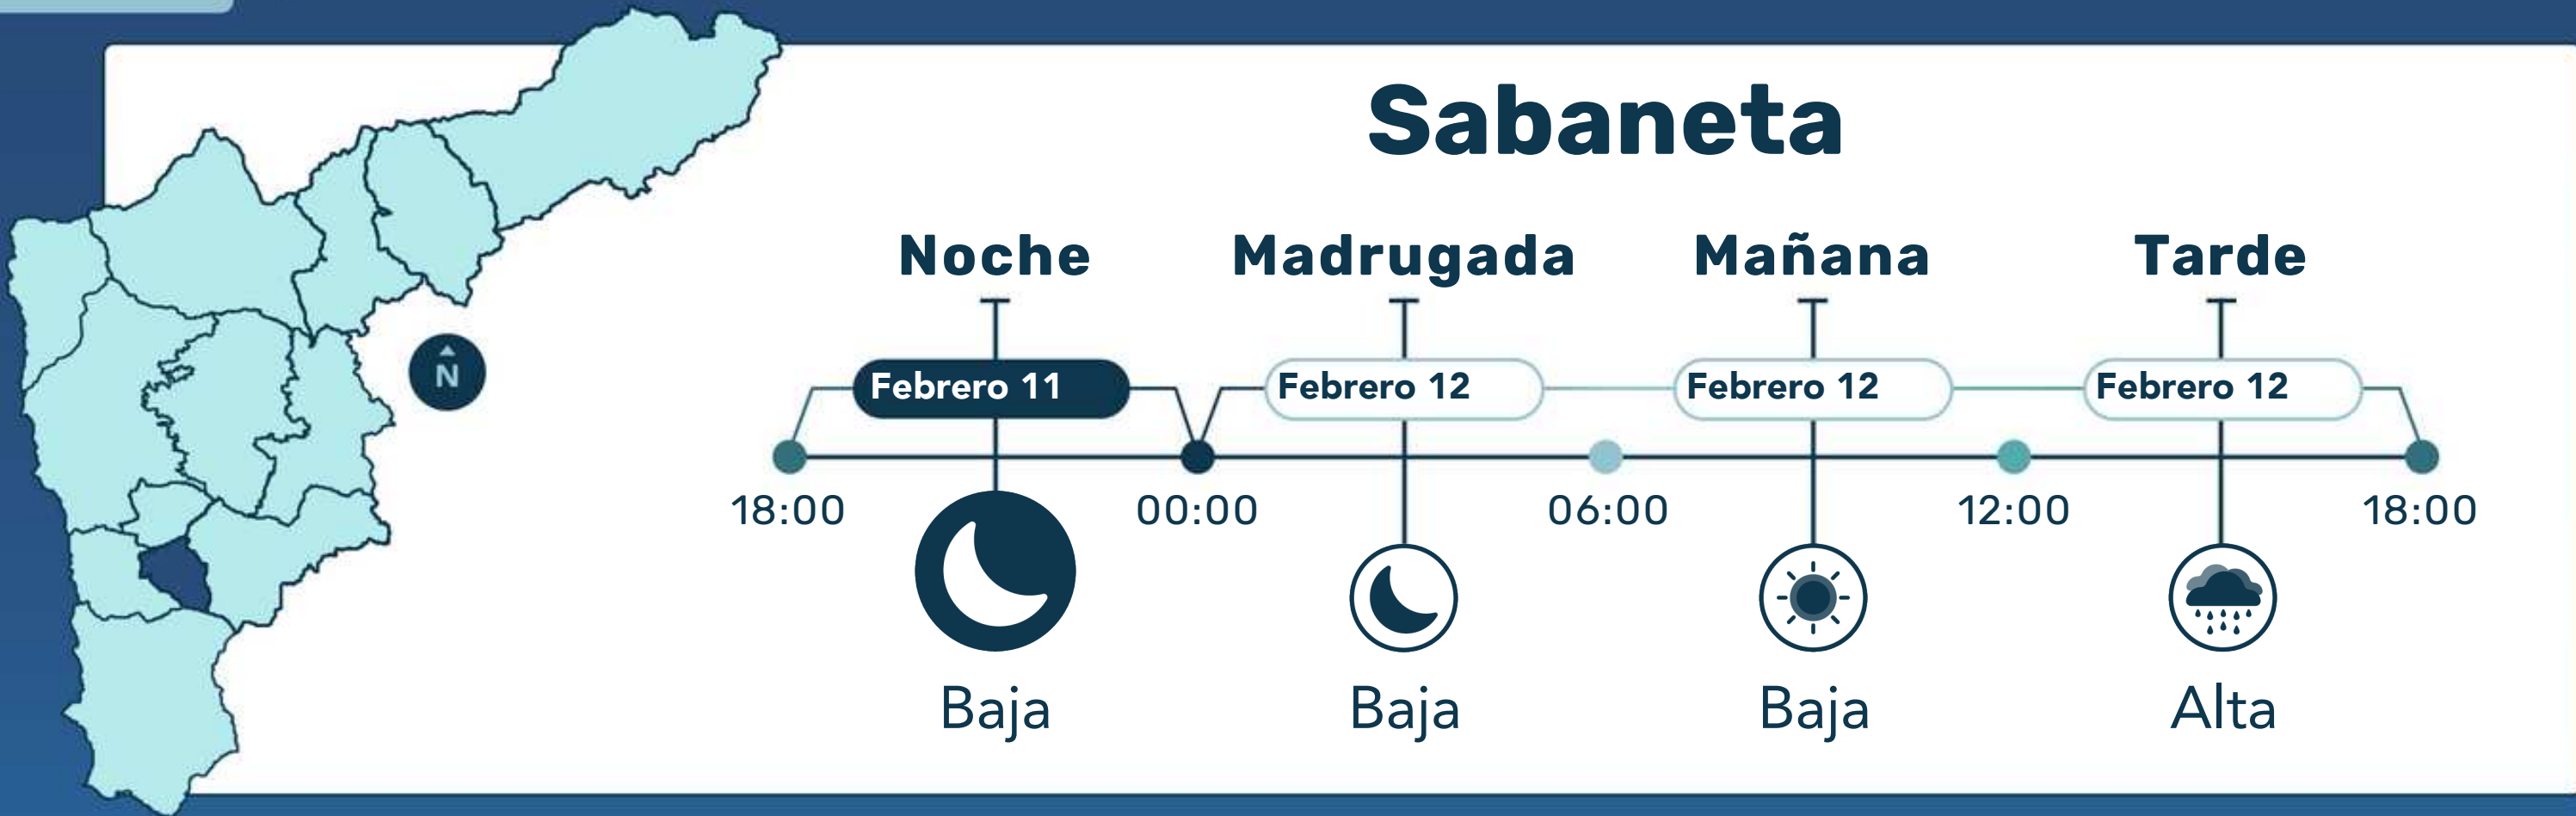 Sabaneta
Noche Madrugada Mañana Tarde
Febrero 11 Febrero 12 Febrero 12 Febrero 12
N
18:00 00:00 06:00 12:00 18:00
Baja Baja Baja Alta